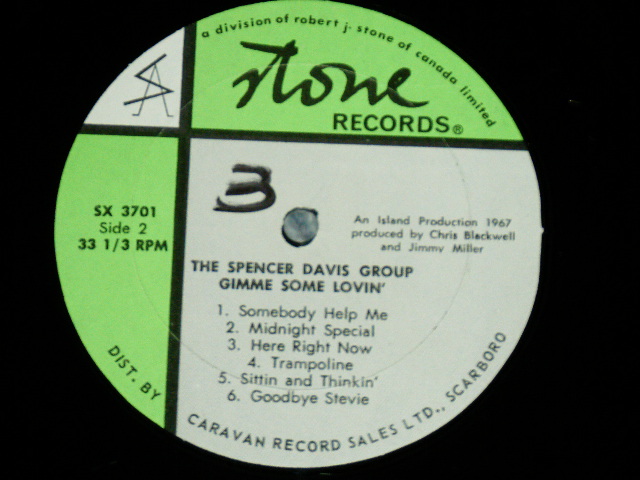 a division of robert j. stone of canada limited
stone
RECORDS®
3
SX 3701
Side 2
33 1/3 RPM
An Island Production 1967
produced by Chris Blackwell
and Jimmy Miller
THE SPENCER DAVIS GROUP
GIMME SOME LOVIN'
1. Somebody Help Me
2. Midnight Special
3. Here Right Now
4. Trampoline
5. Sittin and Thinkin'
6. Goodbye Stevie
DIST. BY CARAVAN RECORD SALES LTD., SCARBORO